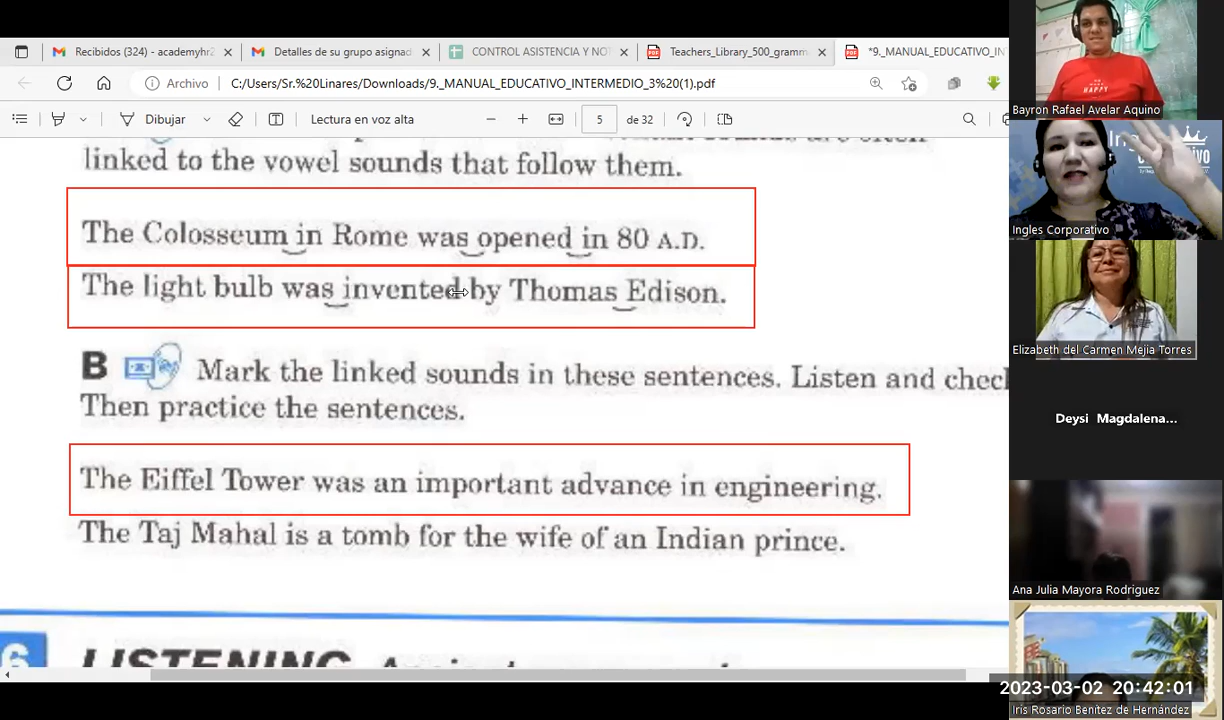 Recibidos (324) - academyhr2
Detalles de su grupo asignad
CONTROL ASISTENCIA Y NO
Teachers_Library_500_gramm
*9._MANUAL_EDUCATIVO_IN
Archivo
C:/Users/Sr.%20Linares/Downloads/9._MANUAL_EDUCATIVO_INTERMEDIO_3%20(1).pdf
Dibujar
Lectura en voz alta
5 de 32
linked to the vowel sounds that follow them.
The Colosseum in Rome was opened in 80 A.D.
The light bulb was invented by Thomas Edison.
B Mark the linked sounds in these sentences. Listen and chec
Then practice the sentences.
The Eiffel Tower was an important advance in engineering.
The Taj Mahal is a tomb for the wife of an Indian prince.
6 LISTENING
HAPPY
Bayron Rafael Avelar Aquino
Ingles Corporativo
Elizabeth del Carmen Mejia Torres
Deysi Magdalena...
Ana Julia Mayora Rodriguez
2023-03-02 20:42:01
Iris Rosario Benítez de Hernández